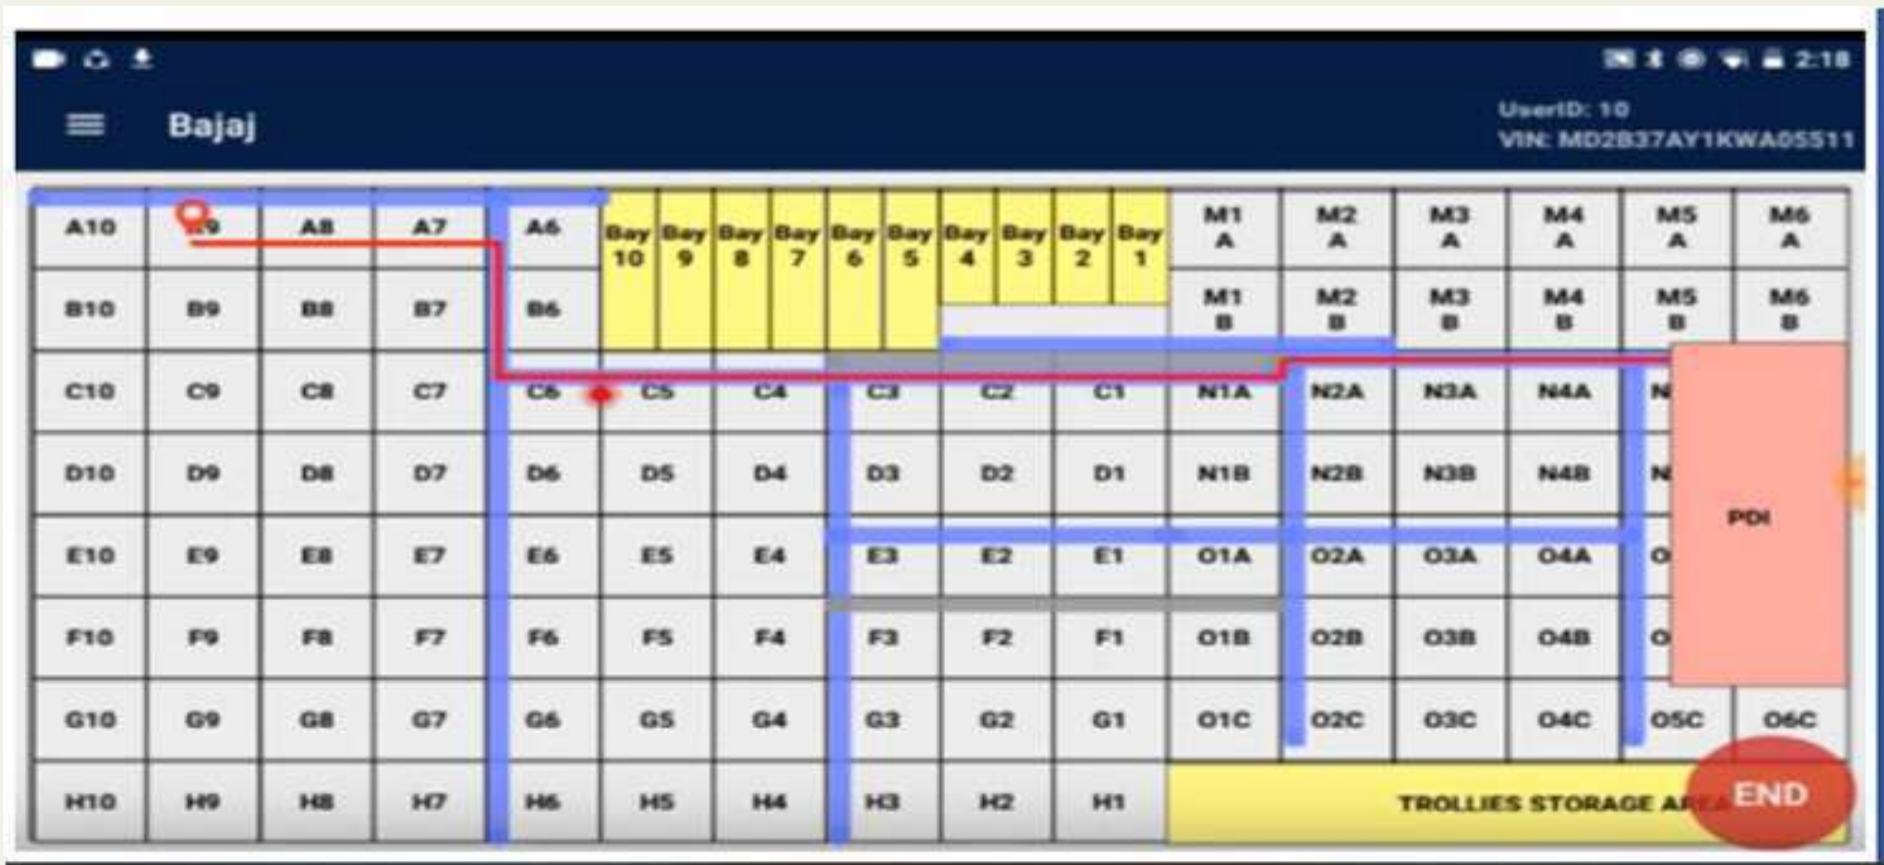 2:18
Bajaj
UserID: 10
VIN: MD2B37AY1KWA05511
A10 A8 A7 A6 Bay 10 Bay 9 Bay 8 Bay 7 Bay 6 Bay 5 Bay 4 Bay 3 Bay 2 Bay 1 M1 A M2 A M3 A M4 A M5 A M6 A
B10 B9 B8 B7 B6 M1 B M2 B M3 B M4 B M5 B M6 B
C10 C9 C8 C7 C6 C5 C4 C3 C2 C1 N1A N2A N3A N4A N
D10 D9 D8 D7 D6 D5 D4 D3 D2 D1 N1B N2B N3B N4B N
PDI
E10 E9 E8 E7 E6 E5 E4 E3 E2 E1 O1A O2A O3A O4A O
F10 F9 F8 F7 F6 F5 F4 F3 F2 F1 O1B O2B O3B O4B O
G10 G9 G8 G7 G6 G5 G4 G3 G2 G1 O1C O2C O3C O4C O5C O6C
H10 H9 H8 H7 H6 H5 H4 H3 H2 H1 TROLLIES STORAGE END